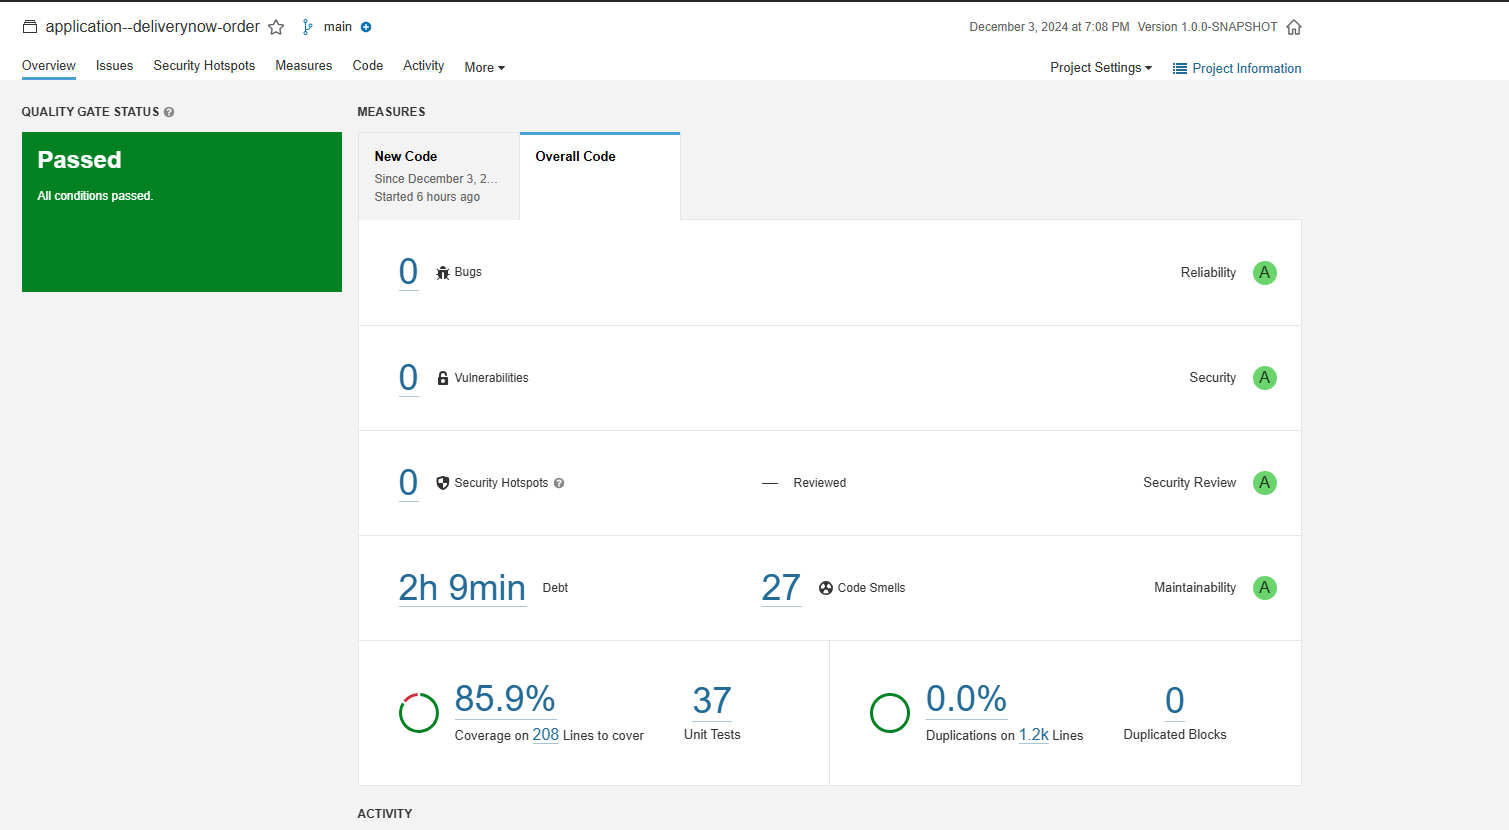 application--deliverynow-order main December 3, 2024 at 7:08 PM Version 1.0.0-SNAPSHOT
Overview Issues Security Hotspots Measures Code Activity More Project Settings Project Information
QUALITY GATE STATUS ?
Passed
All conditions passed.
MEASURES
New Code
Since December 3, 2...
Started 6 hours ago
Overall Code
0 Bugs Reliability A
0 Vulnerabilities Security A
0 Security Hotspots ? — Reviewed Security Review A
2h 9min Debt 27 Code Smells Maintainability A
85.9%
Coverage on 208 Lines to cover
37
Unit Tests
0.0%
Duplications on 1.2k Lines
0
Duplicated Blocks
ACTIVITY